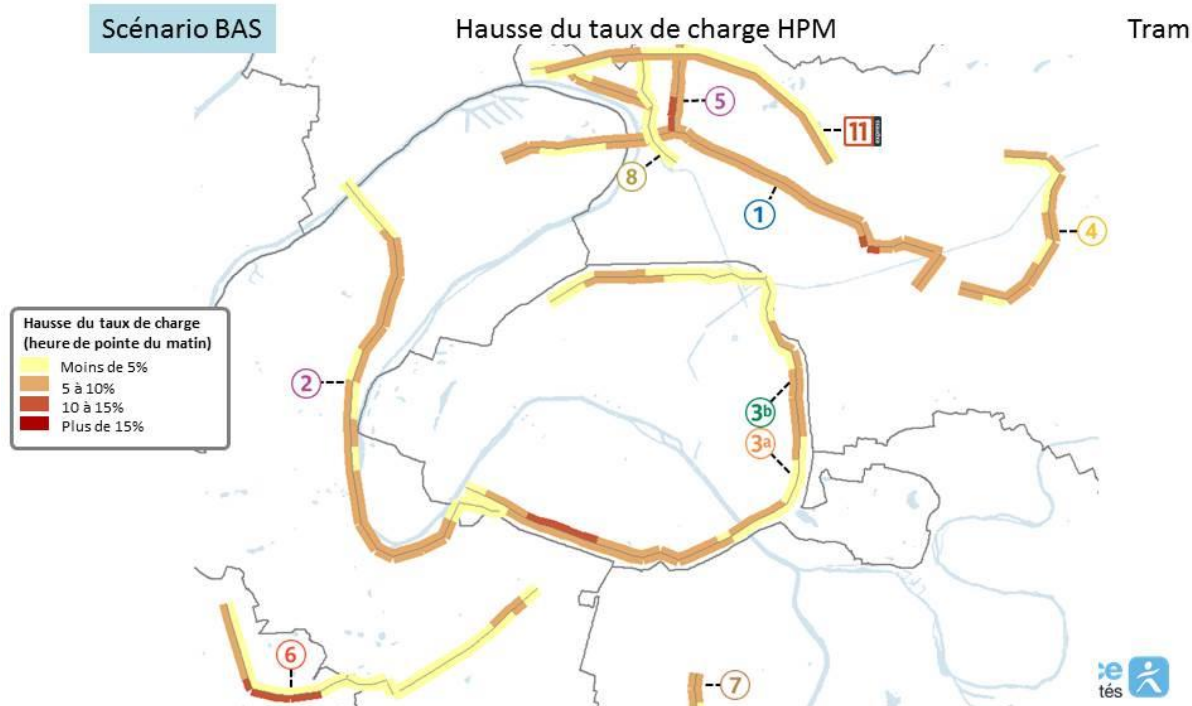 Scénario BAS
Hausse du taux de charge HPM
Tram
5
11
express
8
1
4
Hausse du taux de charge
(heure de pointe du matin)
Moins de 5%
5 à 10%
10 à 15%
Plus de 15%
2
3b
3a
6
7
ce
tés